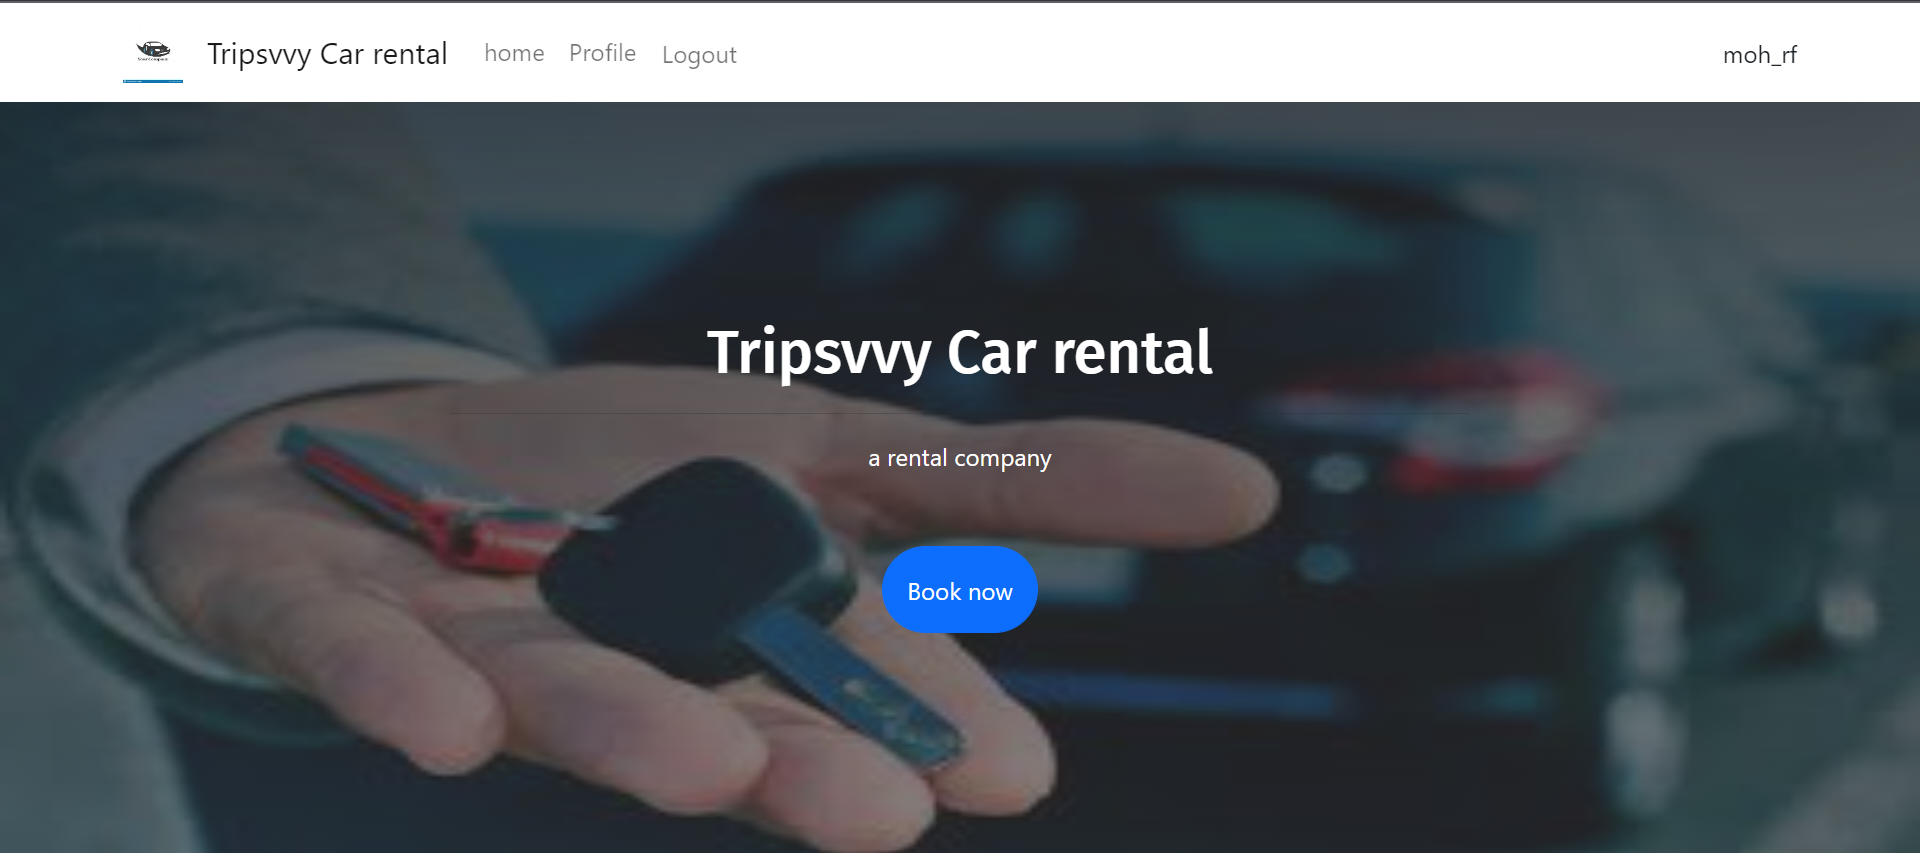 Tripsvvy Car rental
home
Profile
Logout
moh_rf
Tripsvvy Car rental
a rental company
Book now